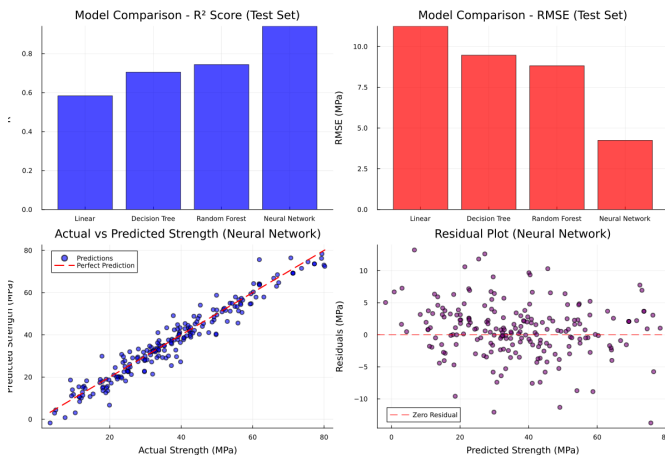 Model Comparison - R² Score (Test Set)
0.8
0.6
0.4
0.2
0.0
Linear
Decision Tree
Random Forest
Neural Network
Model Comparison - RMSE (Test Set)
RMSE (MPa)
10.0
7.5
5.0
2.5
0.0
Linear
Decision Tree
Random Forest
Neural Network
Actual vs Predicted Strength (Neural Network)
Predicted Strength (MPa)
80
60
40
20
0
Predictions
Perfect Prediction
20
40
60
80
Actual Strength (MPa)
Residual Plot (Neural Network)
Residuals (MPa)
10
5
0
−5
−10
Zero Residual
0
20
40
60
Predicted Strength (MPa)